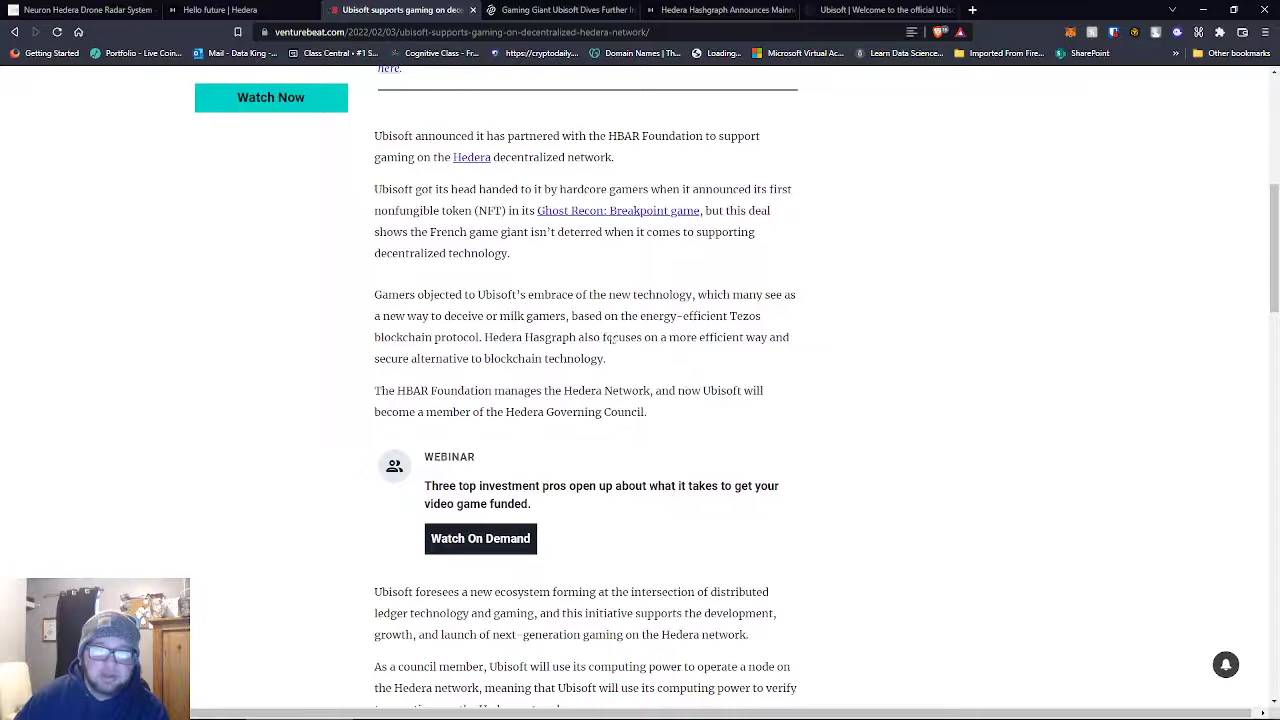 Neuron Hedera Drone Radar System
Hello future | Hedera
Ubisoft supports gaming on dece
Gaming Giant Ubisoft Dives Further In
Hedera Hashgraph Announces Mainn
Ubisoft | Welcome to the official Ubis
venturebeat.com/2022/02/03/ubisoft-supports-gaming-on-decentralized-hedera-network/
Getting Started
Portfolio – Live Coin...
Mail – Data King –...
Class Central • #1 S...
Cognitive Class - Fr...
https://cryptodaily...
Domain Names | Th...
Loading...
Microsoft Virtual Ac...
Learn Data Science...
Imported From Fire...
SharePoint
Other bookmarks
here.
Watch Now
Ubisoft announced it has partnered with the HBAR Foundation to support
gaming on the Hedera decentralized network.
Ubisoft got its head handed to it by hardcore gamers when it announced its first
nonfungible token (NFT) in its Ghost Recon: Breakpoint game, but this deal
shows the French game giant isn't deterred when it comes to supporting
decentralized technology.
Gamers objected to Ubisoft's embrace of the new technology, which many see as
a new way to deceive or milk gamers, based on the energy-efficient Tezos
blockchain protocol. Hedera Hasgraph also focuses on a more efficient way and
secure alternative to blockchain technology.
The HBAR Foundation manages the Hedera Network, and now Ubisoft will
become a member of the Hedera Governing Council.
WEBINAR
Three top investment pros open up about what it takes to get your
video game funded.
Watch On Demand
Ubisoft foresees a new ecosystem forming at the intersection of distributed
ledger technology and gaming, and this initiative supports the development,
growth, and launch of next-generation gaming on the Hedera network.
As a council member, Ubisoft will use its computing power to operate a node on
the Hedera network, meaning that Ubisoft will use its computing power to verify